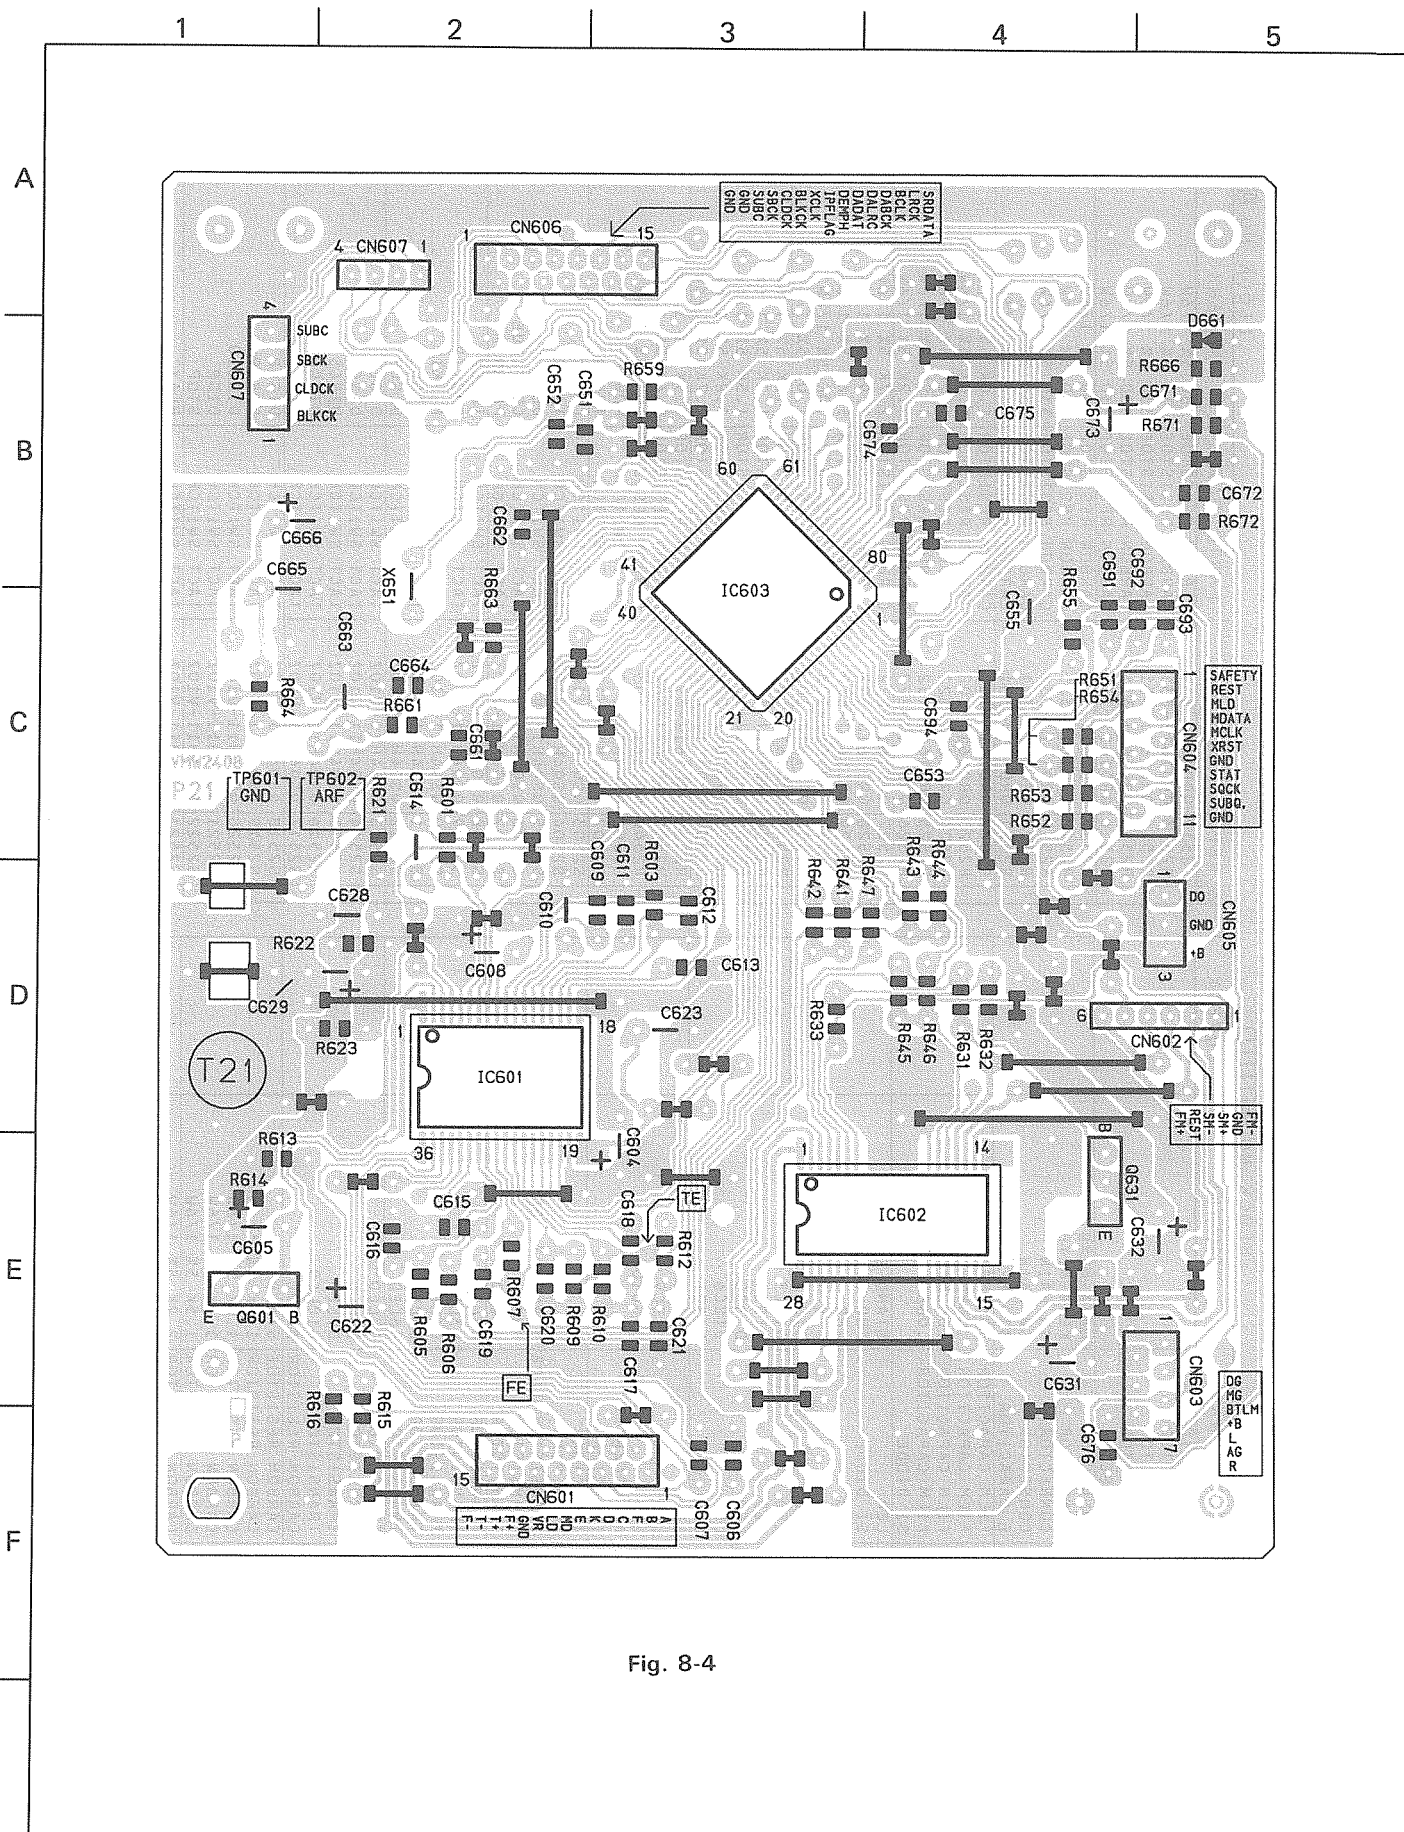 1 2 3 4 5
A
SRDATA
LRCK
BCLK
DABCK
DALRC
DADAT
DEMPH
IPFLAG
XCLK
BLKCK
CLDCK
SBCK
SUBC
GND
GND
4 CN607 1
1 CN606 15
4
SUBC
SBCK
CLDCK
BLKCK
CN607
1
B
D661
R666
C671
R671
C672
R672
C652
C651
R659
C674
C675
C673
60
61
C666
C665
C662
X651
R663
41
40
IC603
80
1
21
20
C655
R655
C691
C692
C693
C
C663
C664
R664
R661
C661
C694
R651
R654
1
CN604
11
SAFETY
REST
MLD
MDATA
MCLK
XRST
GND
STAT
SQCK
SUBQ.
GND
VMW2408
P21
TP601
GND
TP602
ARF
R621
C614
R601
C653
R653
R652
C609
C611
R603
C612
C610
R642
R641
R647
R643
R644
1
DO
GND
+B
3
CN605
C628
R622
C608
C613
D
C629
R623
C623
R633
R645
R646
R631
R632
6 1
CN602
T21
1
18
IC601
36
19
FM-
GND
SM+
SM-
REST
FM+
R613
R614
C605
C604
TE
1
14
IC602
28
15
B
Q631
E
C632
E
C615
C616
C618
R612
E Q601 B
C622
R605
R606
C619
R607
C620
R609
R610
C617
C621
FE
C631
1
CN603
7
DG
MG
BTLM
+B
L
AG
R
R616
R615
C676
15
CN601
1
C607
C606
F
A
B
F
C
D
K
E
MD
LD
VR
GND
F+
T+
T-
F-
Fig. 8-4